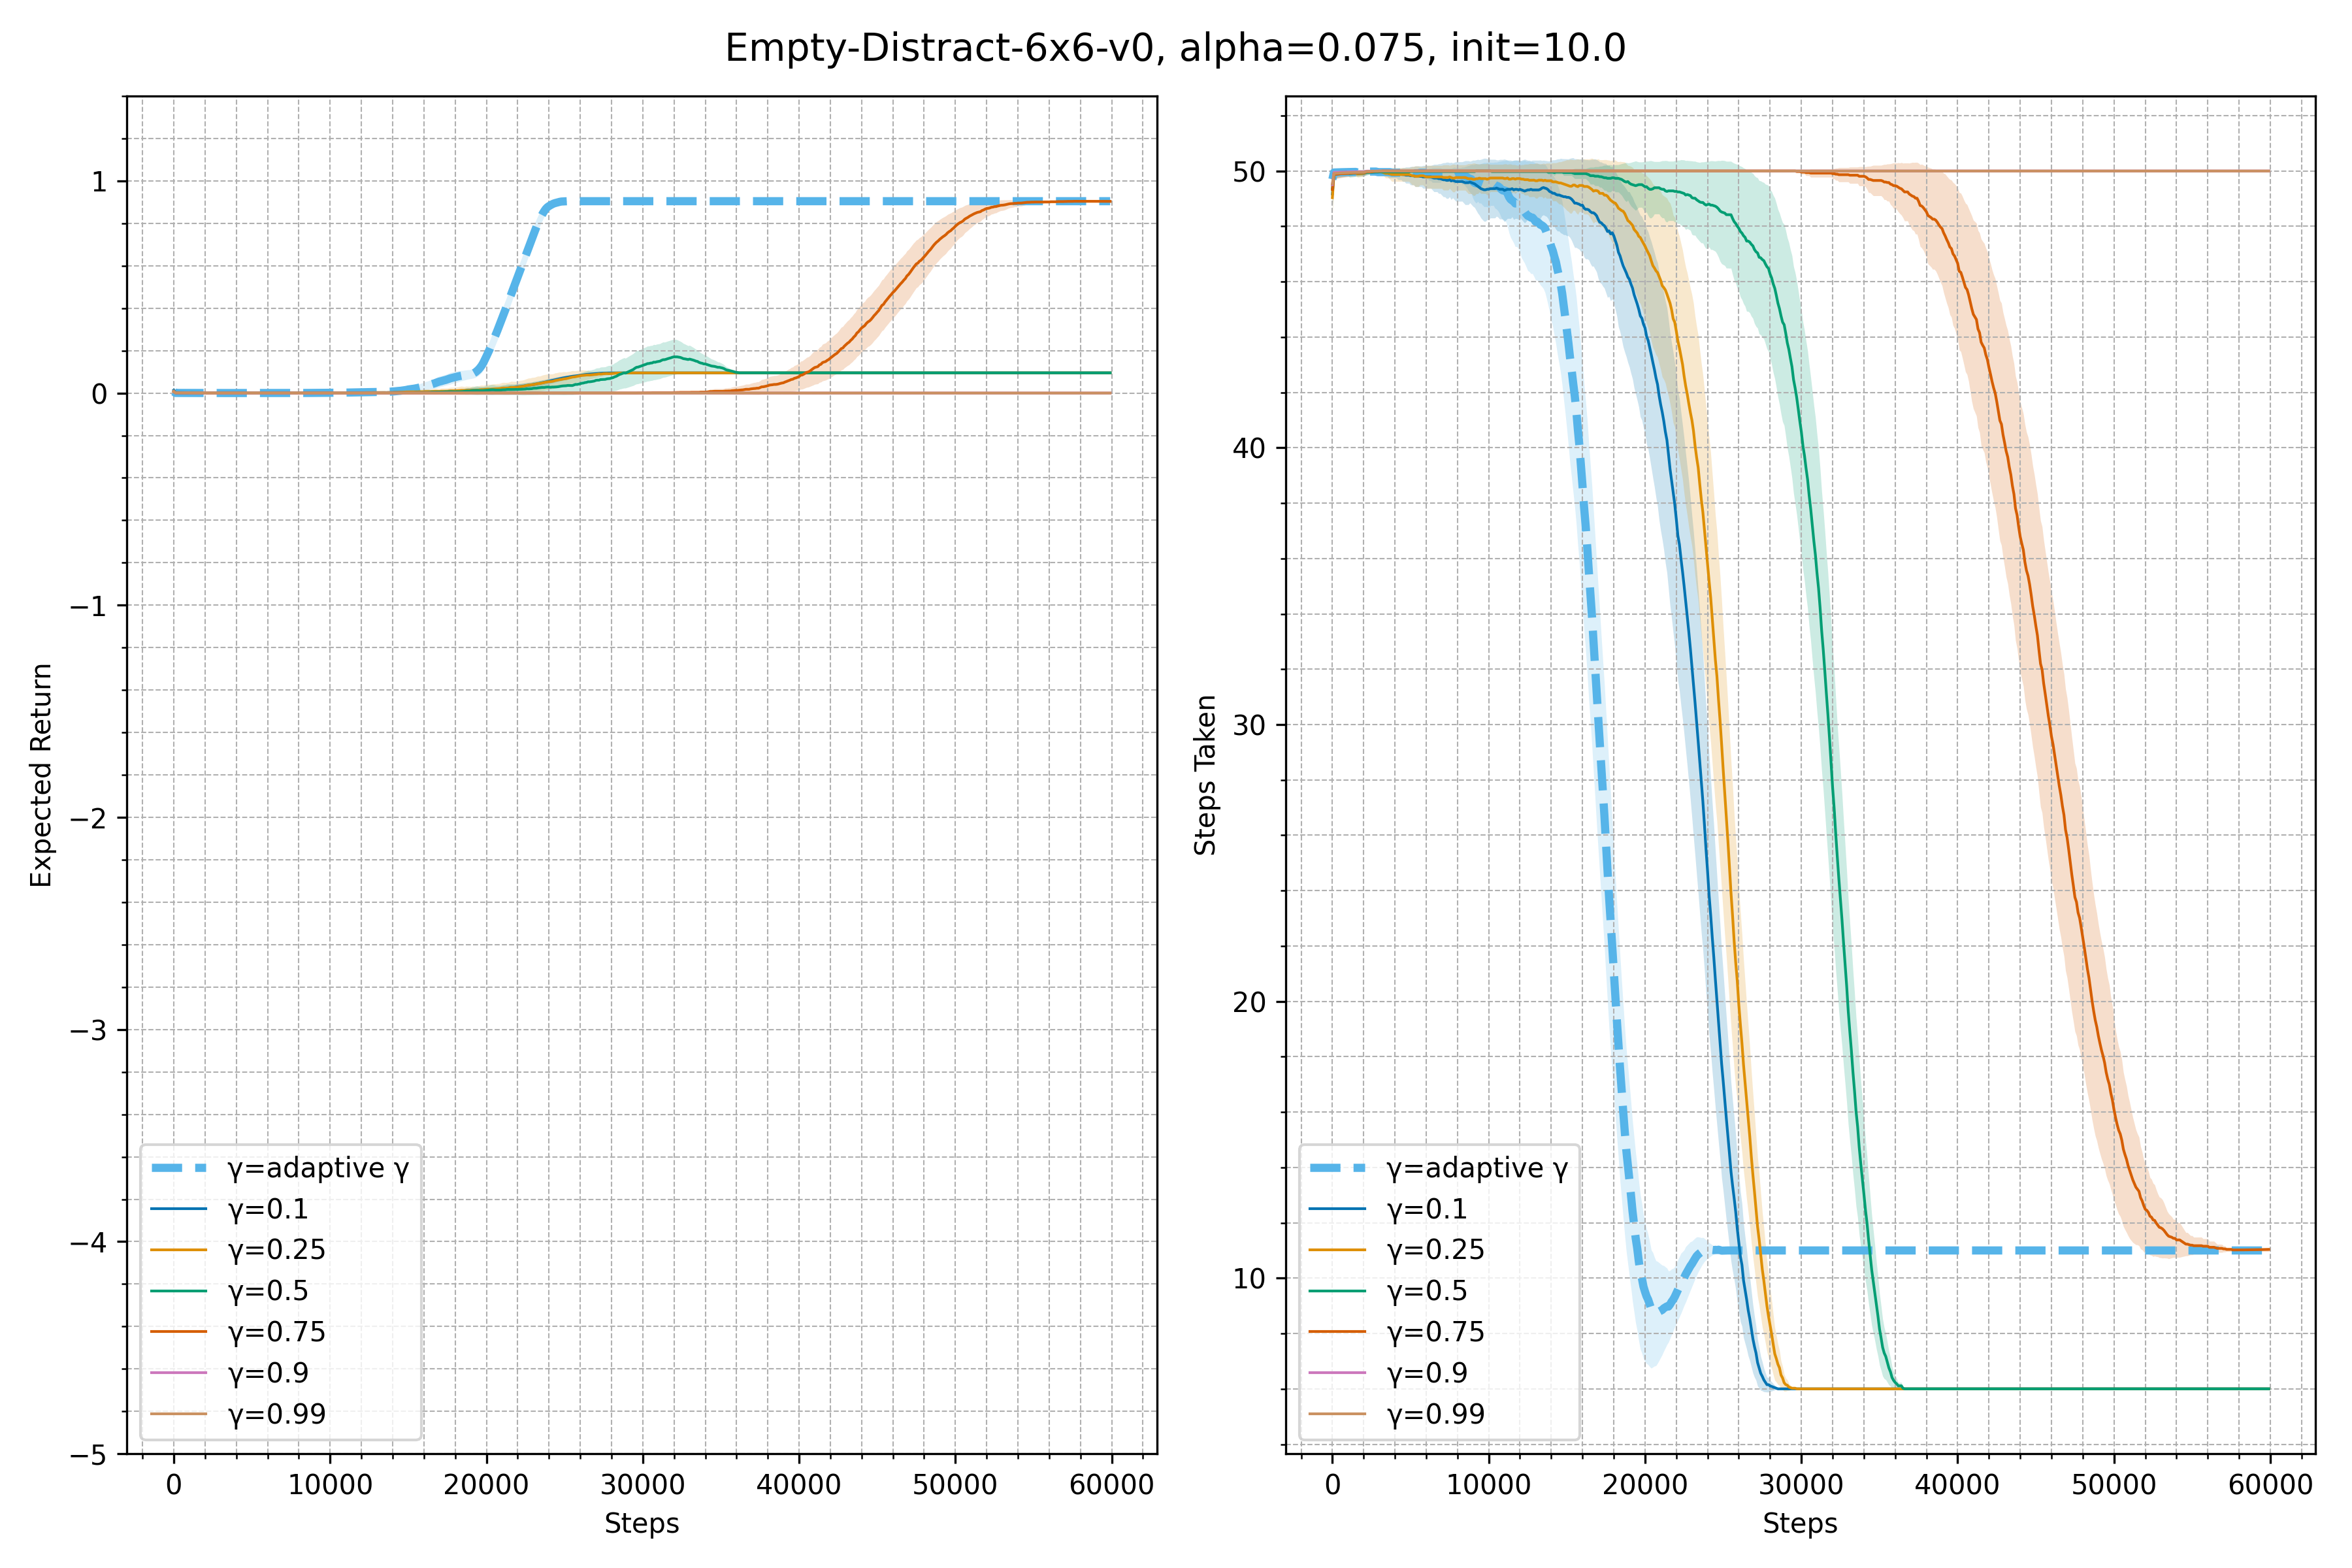 Empty-Distract-6x6-v0, alpha=0.075, init=10.0
Expected Return
1
0
−1
−2
−3
−4
−5
γ=adaptive γ
γ=0.1
γ=0.25
γ=0.5
γ=0.75
γ=0.9
γ=0.99
0 10000 20000 30000 40000 50000 60000
Steps
Steps Taken
50
40
30
20
10
γ=adaptive γ
γ=0.1
γ=0.25
γ=0.5
γ=0.75
γ=0.9
γ=0.99
0 10000 20000 30000 40000 50000 60000
Steps